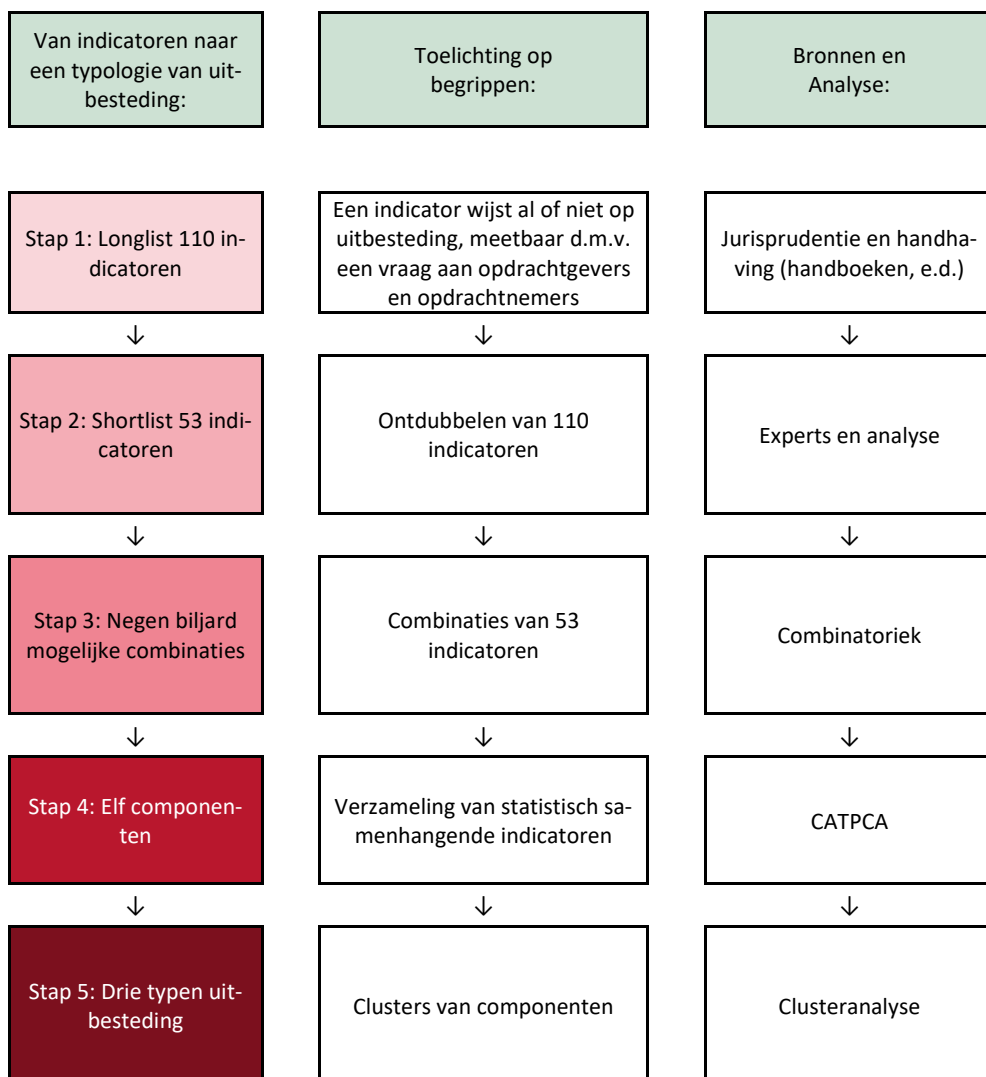 Van indicatoren naar
een typologie van uit-
besteding:
Toelichting op
begrippen:
Bronnen en
Analyse:
Stap 1: Longlist 110 in-
dicatoren
Een indicator wijst al of niet op
uitbesteding, meetbaar d.m.v.
een vraag aan opdrachtgevers
en opdrachtnemers
Jurisprudentie en handha-
ving (handboeken, e.d.)
↓
↓
↓
Stap 2: Shortlist 53 indi-
catoren
Ontdubbelen van 110
indicatoren
Experts en analyse
↓
↓
↓
Stap 3: Negen biljard
mogelijke combinaties
Combinaties van 53
indicatoren
Combinatoriek
↓
↓
↓
Stap 4: Elf componen-
ten
Verzameling van statistisch sa-
menhangende indicatoren
CATPCA
↓
↓
↓
Stap 5: Drie typen uit-
besteding
Clusters van componenten
Clusteranalyse